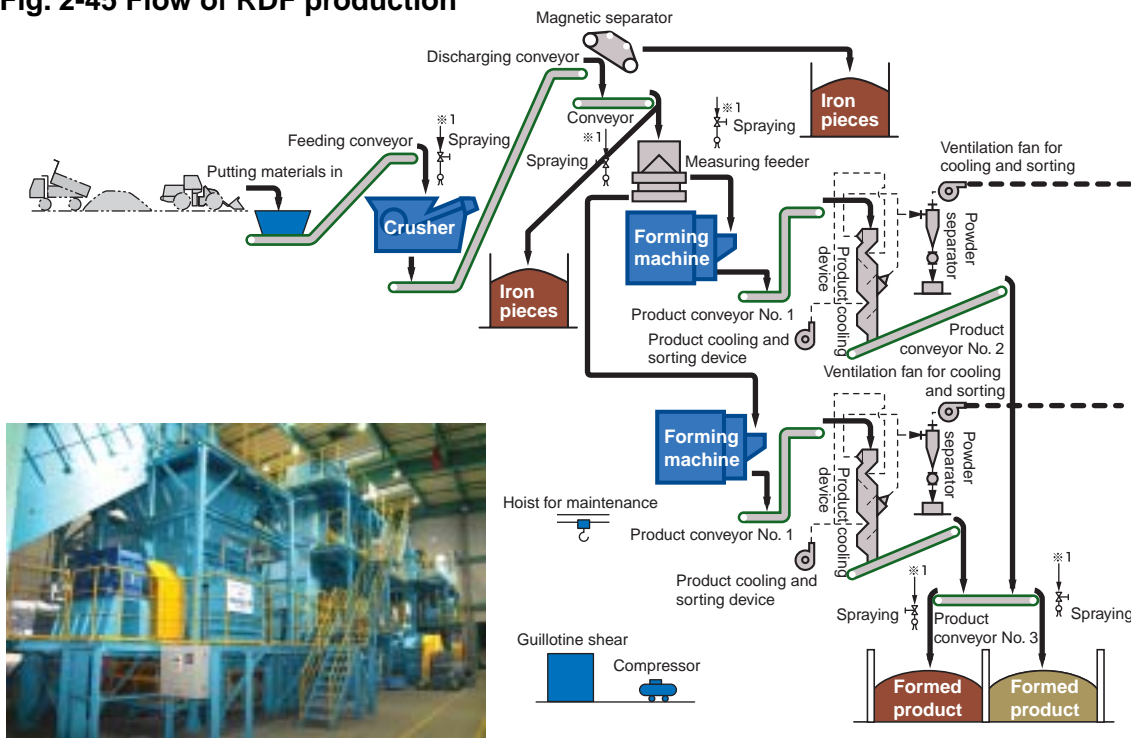 Fig. 2-45 Flow of RDF production
Magnetic separator
Discharging conveyor
Iron
pieces
Conveyor
※1
Spraying
Feeding conveyor
※1
Spraying
※1
Spraying
Measuring feeder
Ventilation fan for
cooling and sorting
Putting materials in
Crusher
Forming
machine
Iron
pieces
Product cooling
device
Powder
separator
Product conveyor No. 1
Product cooling and
sorting device
Product
conveyor No. 2
Ventilation fan for cooling
and sorting
Forming
machine
Product cooling
device
Powder
separator
Hoist for maintenance
Product conveyor No. 1
Product cooling and
sorting device
※1
Spraying
※1
Spraying
Product
conveyor No. 3
Guillotine shear
Compressor
Formed
product
Formed
product